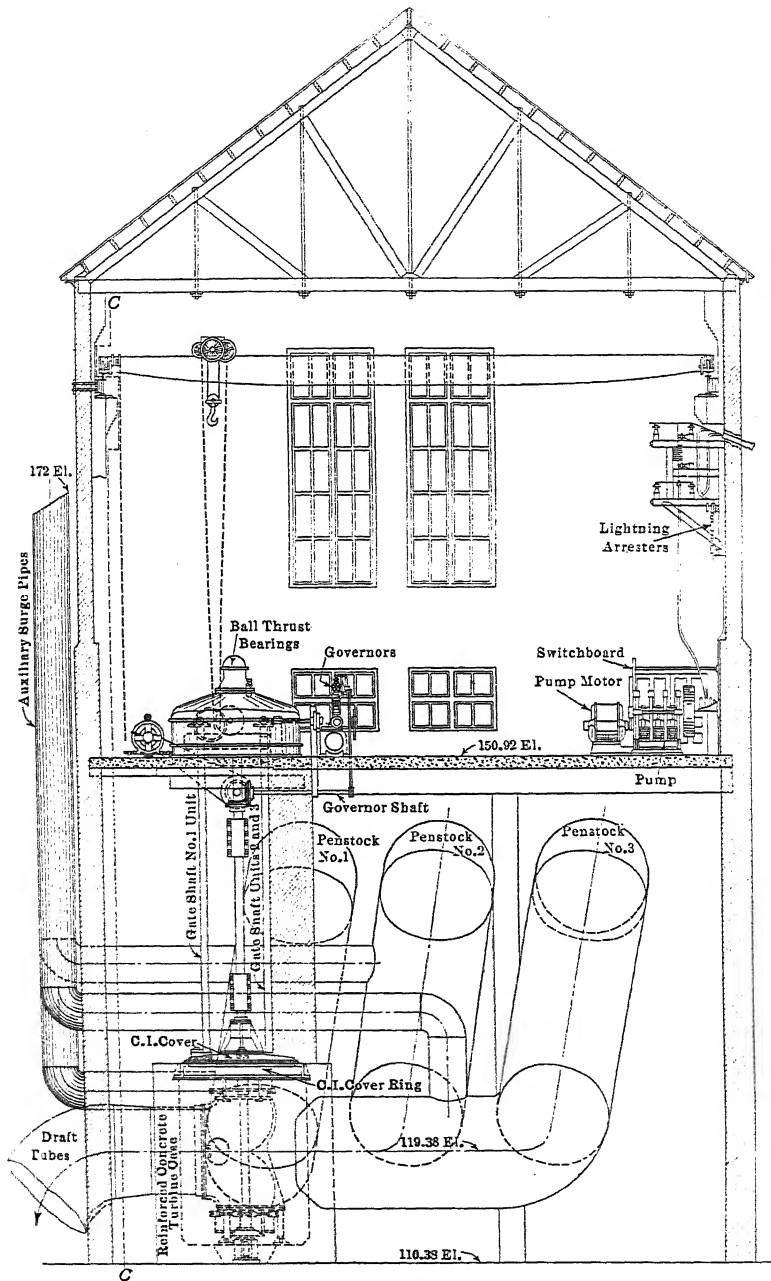 C
172 El.
Auxiliary Surge Pipes
Lightning
Arresters
Ball Thrust
Bearings
Governors
Switchboard
Pump Motor
150.92 El.
Pump
Governor Shaft
Gate Shaft No.1 Unit
Gate Shaft Units 2 and 3
Penstock
No.1
Penstock
No.2
Penstock
No.3
C.I.Cover
C.I.Cover Ring
Draft
Tubes
Reinforced Concrete
Turbine Case
119.38 El.
110.38 El.
C